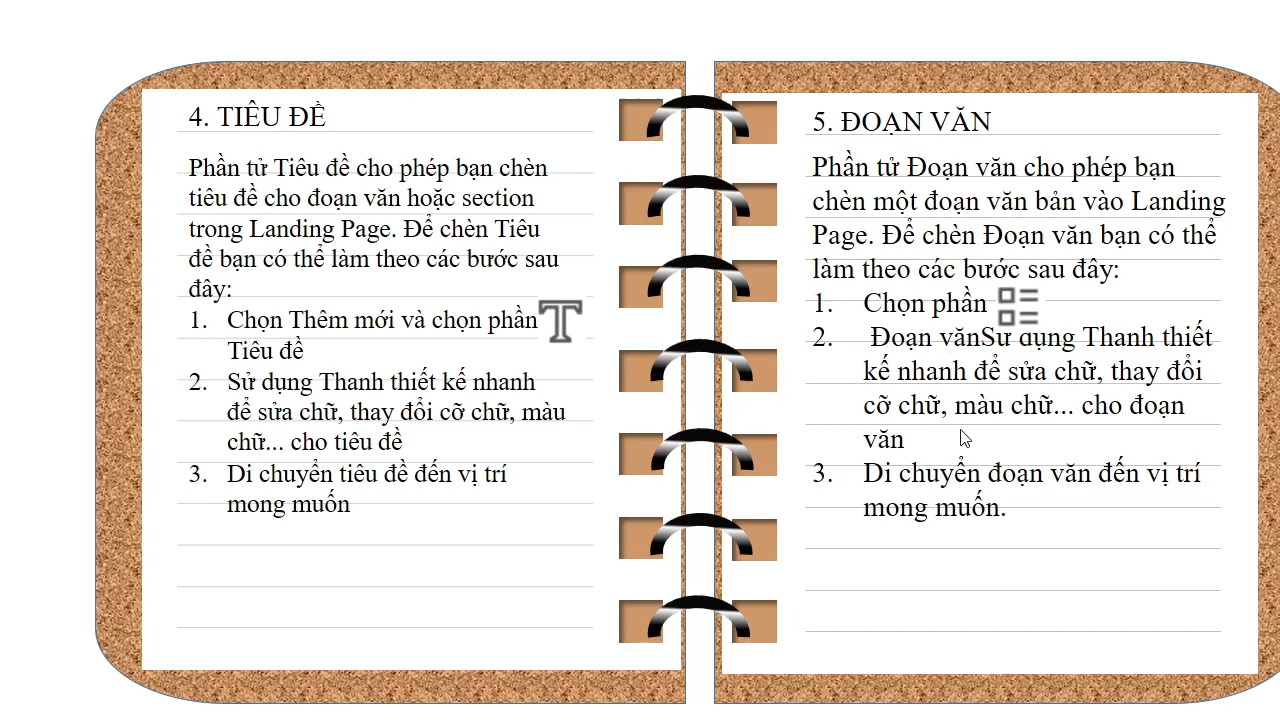 4. TIÊU ĐỀ
Phần tử Tiêu đề cho phép bạn chèn
tiêu đề cho đoạn văn hoặc section
trong Landing Page. Để chèn Tiêu
đề bạn có thể làm theo các bước sau
đây:
1. Chọn Thêm mới và chọn phần
Tiêu đề
2. Sử dụng Thanh thiết kế nhanh
để sửa chữ, thay đổi cỡ chữ, màu
chữ... cho tiêu đề
3. Di chuyển tiêu đề đến vị trí
mong muốn
5. ĐOẠN VĂN
Phần tử Đoạn văn cho phép bạn
chèn một đoạn văn bản vào Landing
Page. Để chèn Đoạn văn bạn có thể
làm theo các bước sau đây:
1. Chọn phần
2. Đoạn vănSử dụng Thanh thiết
kế nhanh để sửa chữ, thay đổi
cỡ chữ, màu chữ... cho đoạn
văn
3. Di chuyển đoạn văn đến vị trí
mong muốn.